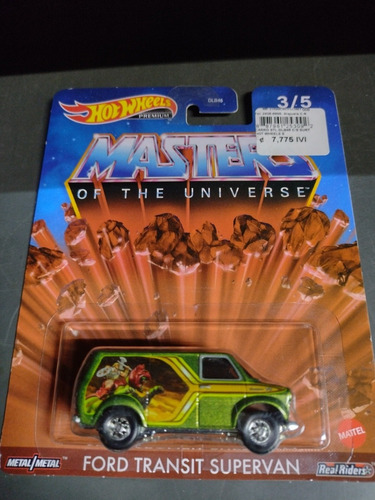 HOT WHEELS
PREMIUM
3/5
₡ 7,775 IVI
MASTERS
OF THE UNIVERSE
MATTEL
METAL/METAL
FORD TRANSIT SUPERVAN
Real Riders